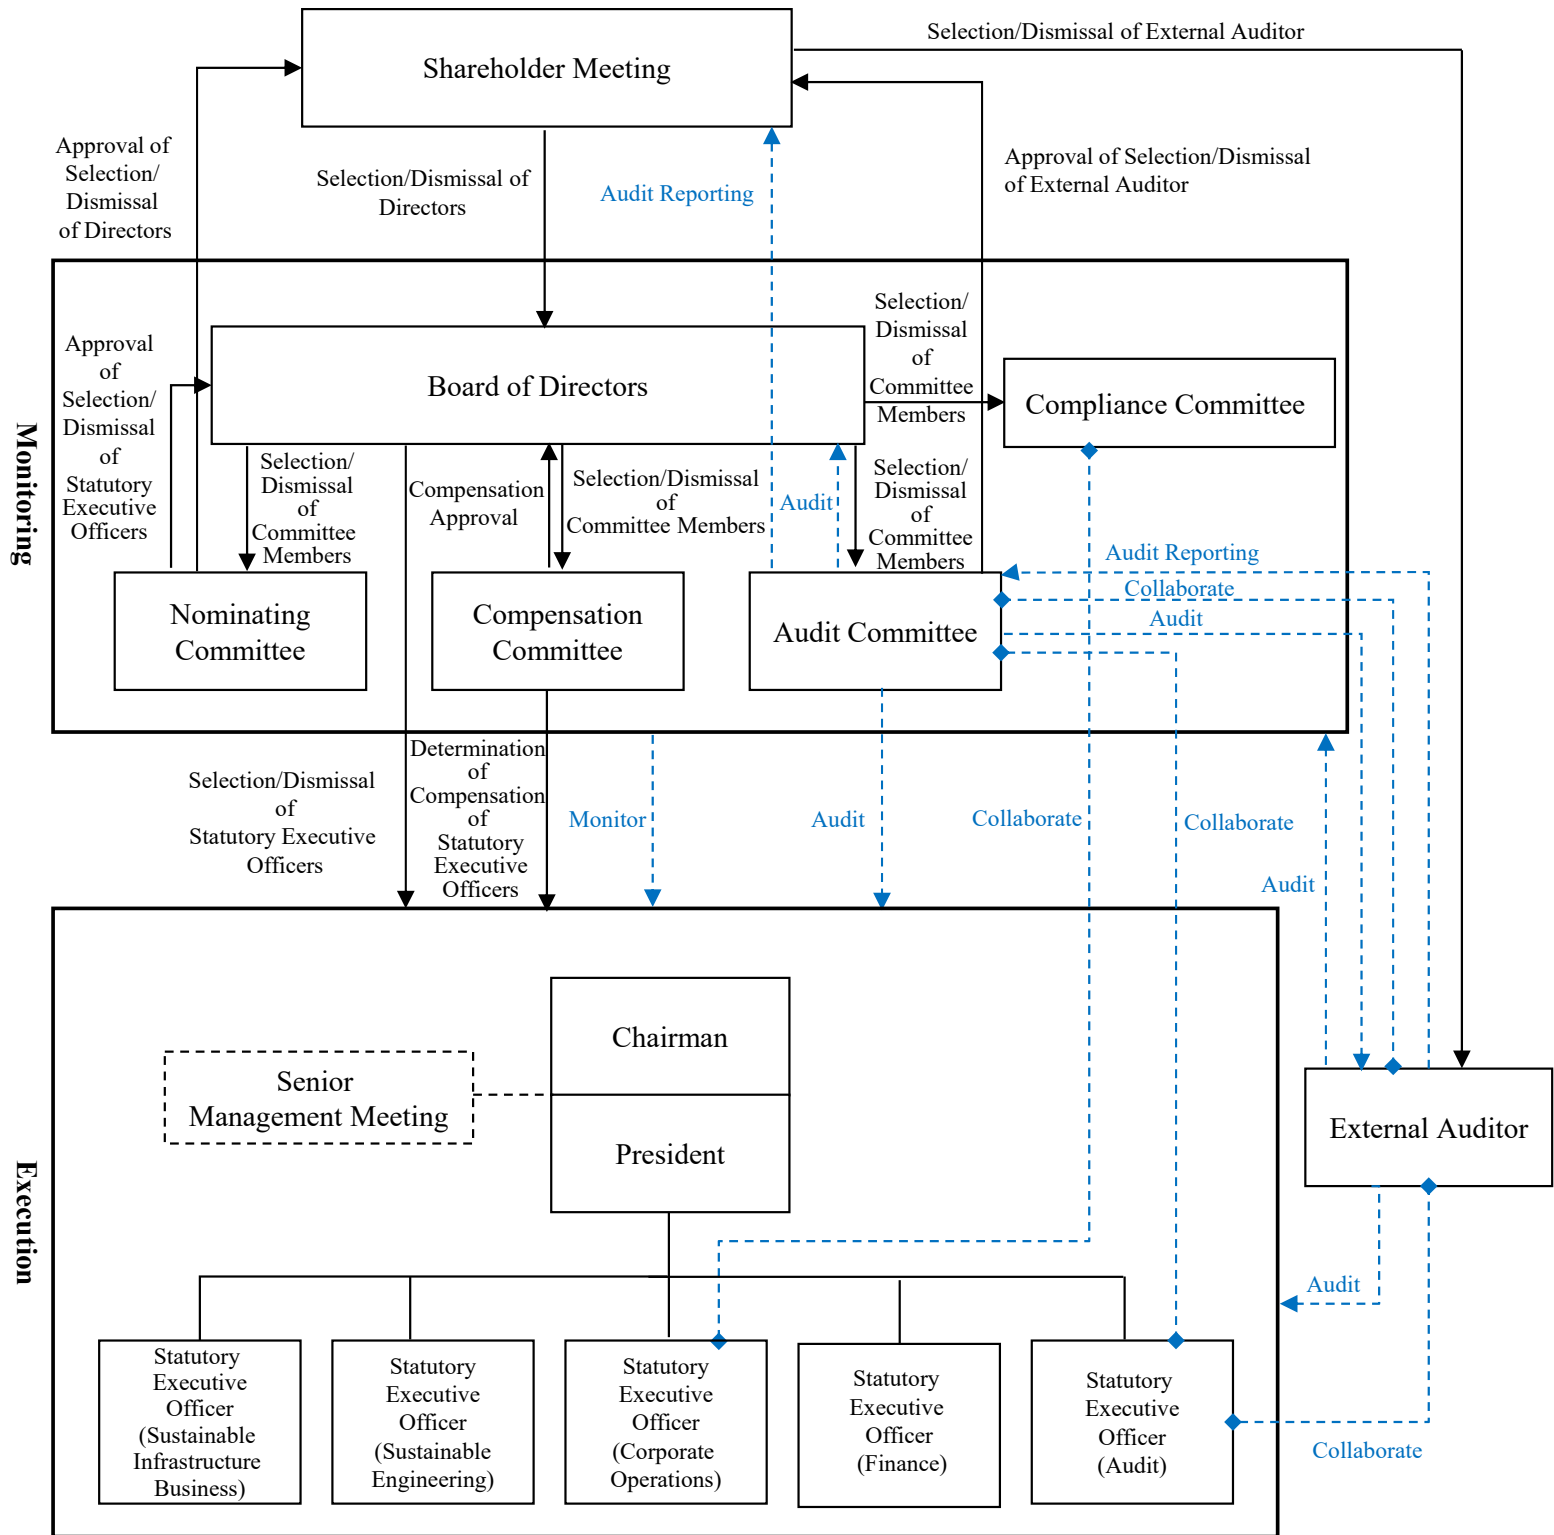 Selection/Dismissal of External Auditor
Shareholder Meeting
Approval of
Selection/
Dismissal
of Directors
Selection/Dismissal of
Directors
Audit Reporting
Approval of Selection/Dismissal
of External Auditor
Monitoring
Approval
of
Selection/
Dismissal
of
Statutory
Executive
Officers
Board of Directors
Selection/
Dismissal
of
Committee
Members
Compliance Committee
Selection/
Dismissal
of
Committee
Members
Compensation
Approval
Selection/Dismissal
of
Committee Members
Audit
Selection/
Dismissal
of
Committee
Members
Audit Reporting
Collaborate
Audit
Nominating
Committee
Compensation
Committee
Audit Committee
Selection/Dismissal
of
Statutory Executive
Officers
Determination
of
Compensation
of
Statutory
Executive
Officers
Monitor
Audit
Collaborate
Collaborate
Audit
Execution
Chairman
Senior
Management Meeting
President
External Auditor
Audit
Statutory
Executive
Officer
(Sustainable
Infrastructure
Business)
Statutory
Executive
Officer
(Sustainable
Engineering)
Statutory
Executive
Officer
(Corporate
Operations)
Statutory
Executive
Officer
(Finance)
Statutory
Executive
Officer
(Audit)
Collaborate